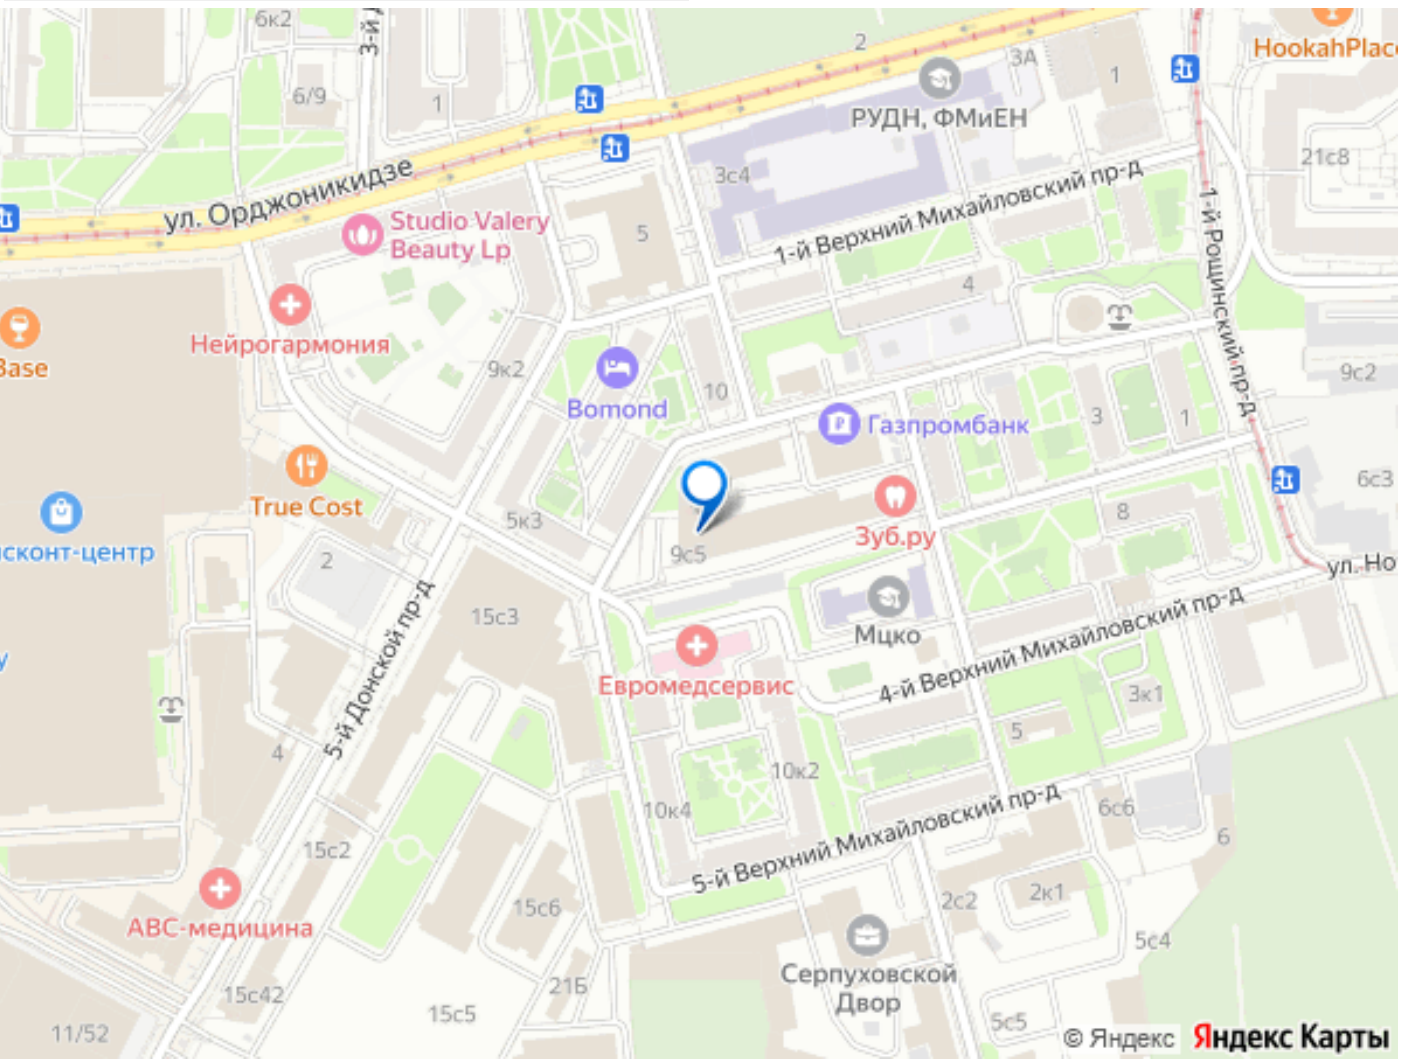 6к2
3-й
2
3А
HookahPlac
6/9
1
1
РУДН, ФМиЕН
21с8
3с4
ул. Орджоникидзе
1-й Верхний Михайловский пр-д
1-й Рощинский пр-д
Studio Valery
Beauty Lp
5
4
Нейрогармония
Base
9к2
10
9с2
Bomond
Газпромбанк
3
1
True Cost
6с3
сконт-центр
5к3
Зуб.ру
8
9с5
2
ул. Но
15с3
Мцко
4-й Верхний Михайловский пр-д
5-й Донской пр-д
у
Евромедсервис
3к1
4
5
10к2
10к4
5-й Верхний Михайловский пр-д
6с6
6
15с2
АВС-медицина
15с6
2с2
2к1
5с4
Серпуховской
Двор
21Б
15с42
15с5
11/52
5с5
© Яндекс Яндекс Карты